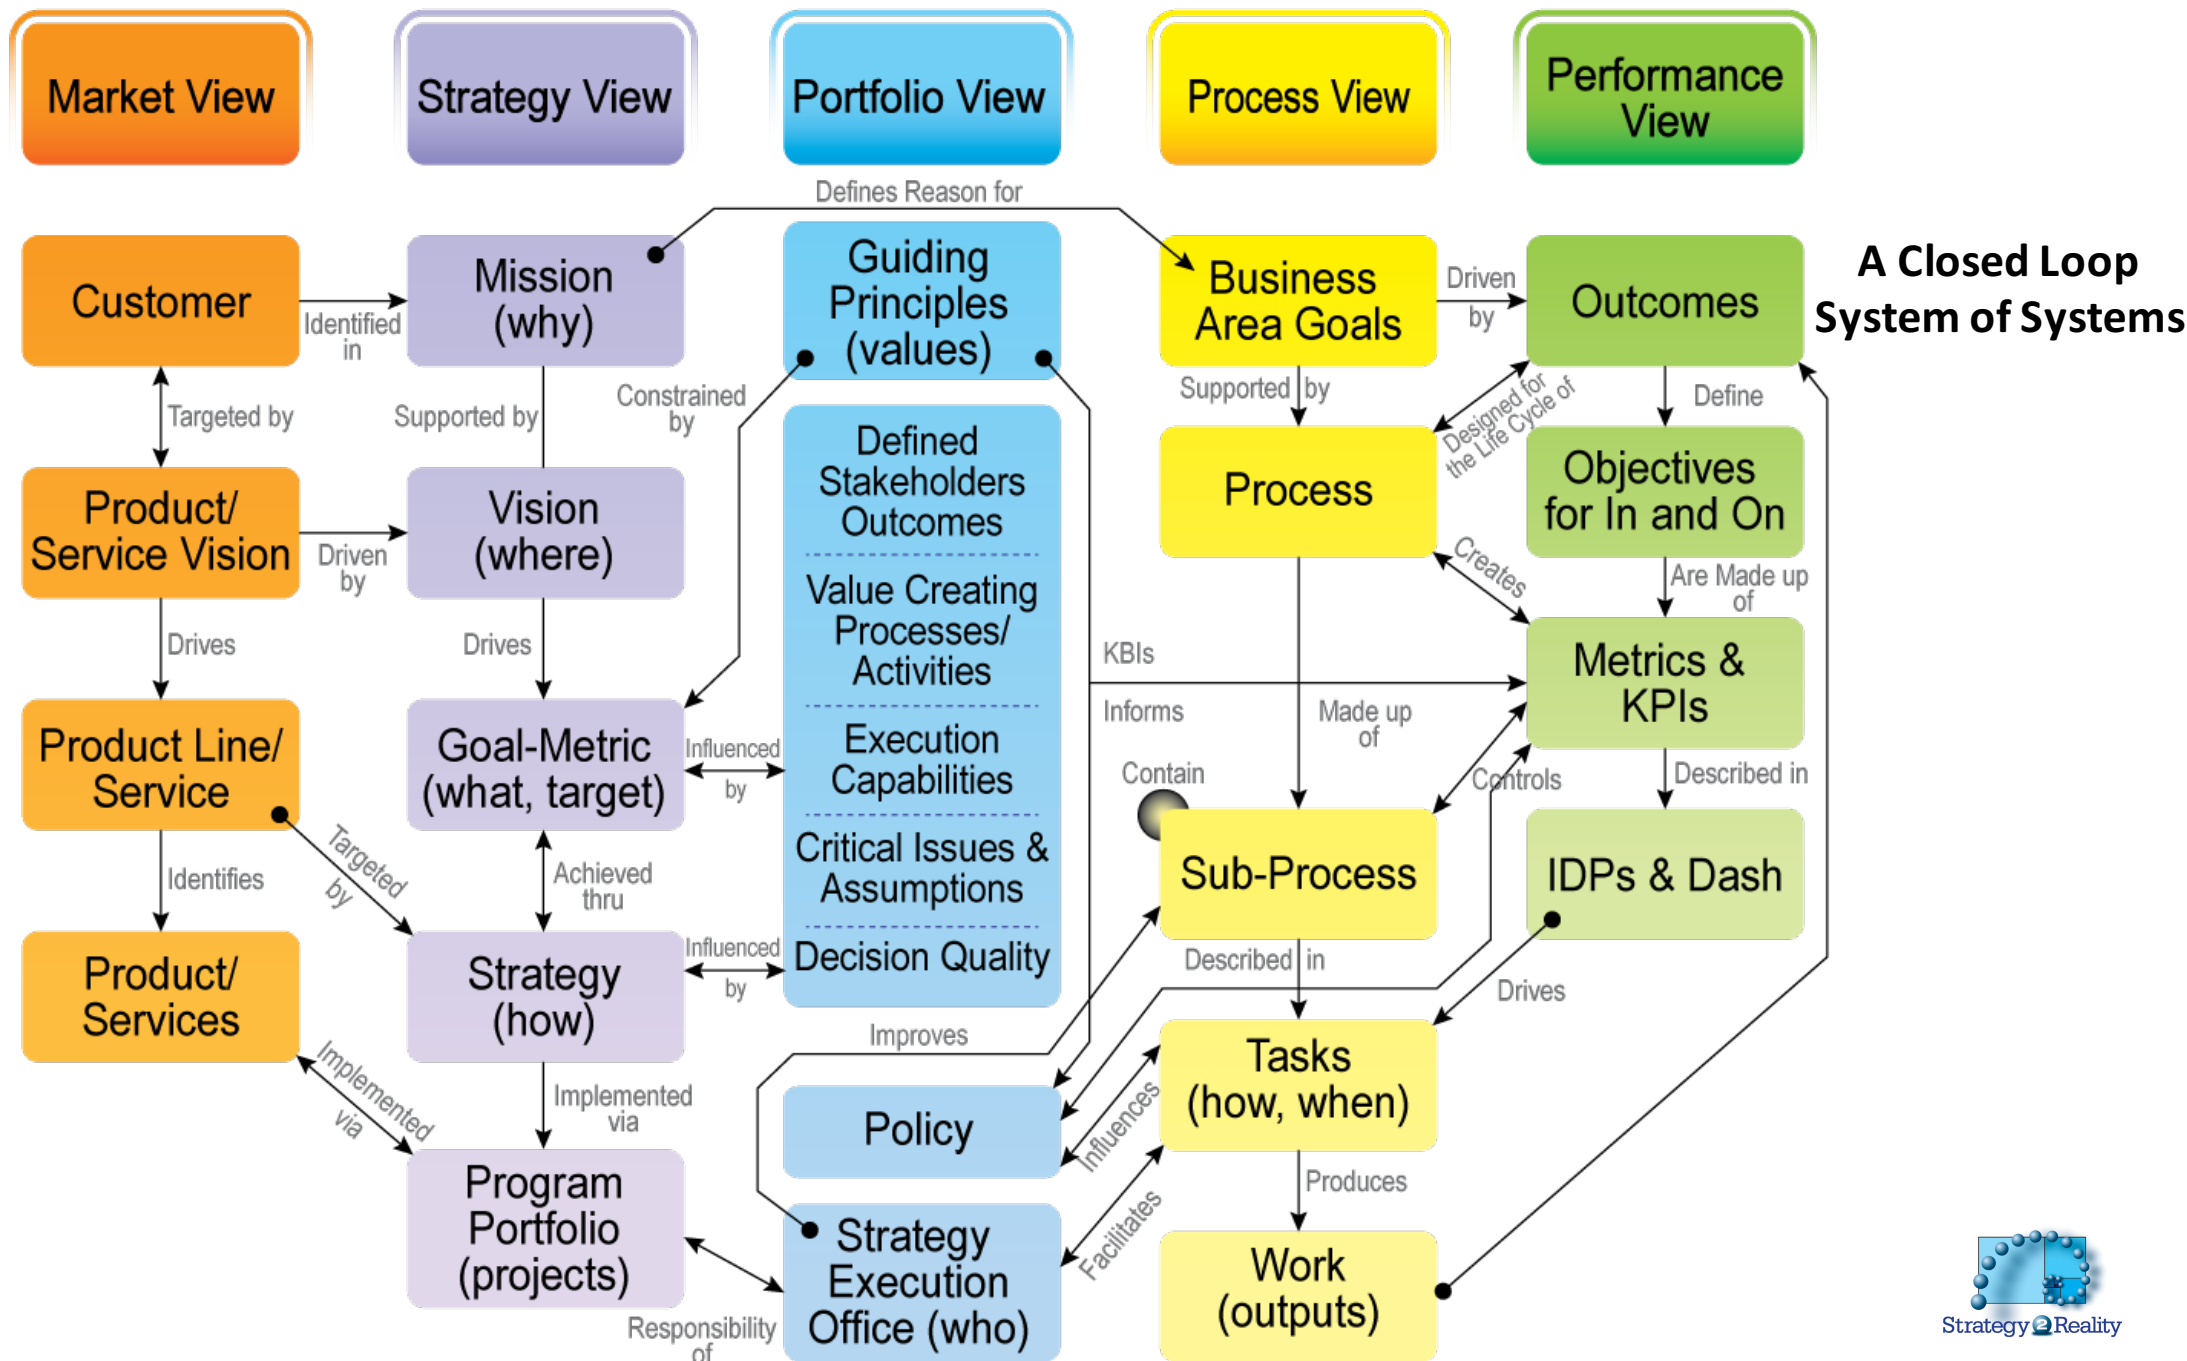 Market View
Strategy View
Portfolio View
Process View
Performance
View
Defines Reason for
Customer
Identified
in
Mission
(why)
Guiding
Principles
(values)
Business
Area Goals
Driven
by
Outcomes
A Closed Loop
System of Systems
Targeted by
Supported by
Constrained
by
Supported by
Designed for
the Life Cycle of
Define
Product/
Service Vision
Driven
by
Vision
(where)
Defined
Stakeholders
Outcomes
Process
Objectives
for In and On
Value Creating
Processes/
Activities
Creates
Are Made up
of
Drives
Drives
KBIs
Informs
Made up
of
Metrics &
KPIs
Product Line/
Service
Goal-Metric
(what, target)
Influenced
by
Execution
Capabilities
Contain
Controls
Described in
Identifies
Targeted
by
Achieved
thru
Critical Issues &
Assumptions
Sub-Process
IDPs & Dash
Product/
Services
Strategy
(how)
Influenced
by
Decision Quality
Described in
Drives
Improves
Implemented
via
Implemented
via
Policy
Influences
Tasks
(how, when)
Program
Portfolio
(projects)
Produces
Facilitates
Strategy
Execution
Office (who)
Work
(outputs)
Responsibility
of
Strategy2Reality